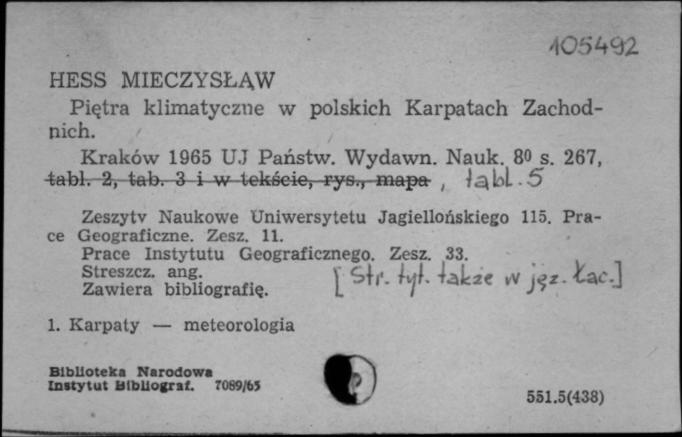 105492
HESS MIECZYSŁAW
Piętra klimatyczne w polskich Karpatach Zachod-
nich.
Kraków 1965 UJ Państw. Wydawn. Nauk. 8⁰ s. 267,
tabl. 2, tab. 3 i w tekście, rys., mapa , tabl. 5
Zeszyty Naukowe Uniwersytetu Jagiellońskiego 115. Pra-
ce Geograficzne. Zesz. 11.
Prace Instytutu Geograficznego. Zesz. 33.
Streszcz. ang. [Str. tyt. także w jęz. łac.]
Zawiera bibliografię.
1. Karpaty — meteorologia
Biblioteka Narodowa
Instytut Bibliograf. 7089/65
551.5(438)